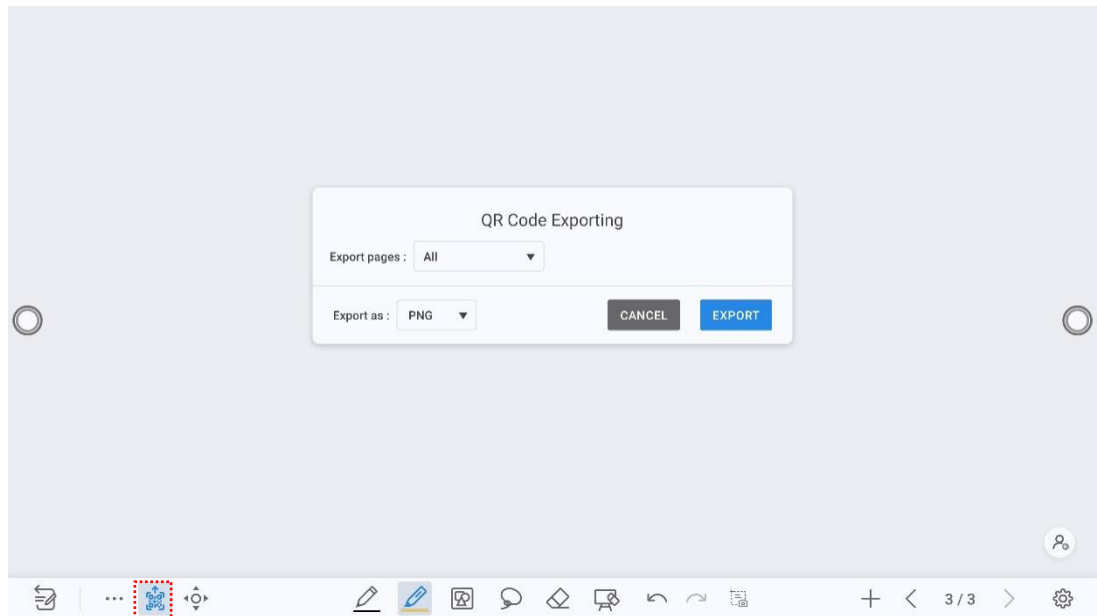 QR Code Exporting
Export pages : All
Export as : PNG CANCEL EXPORT
3 / 3